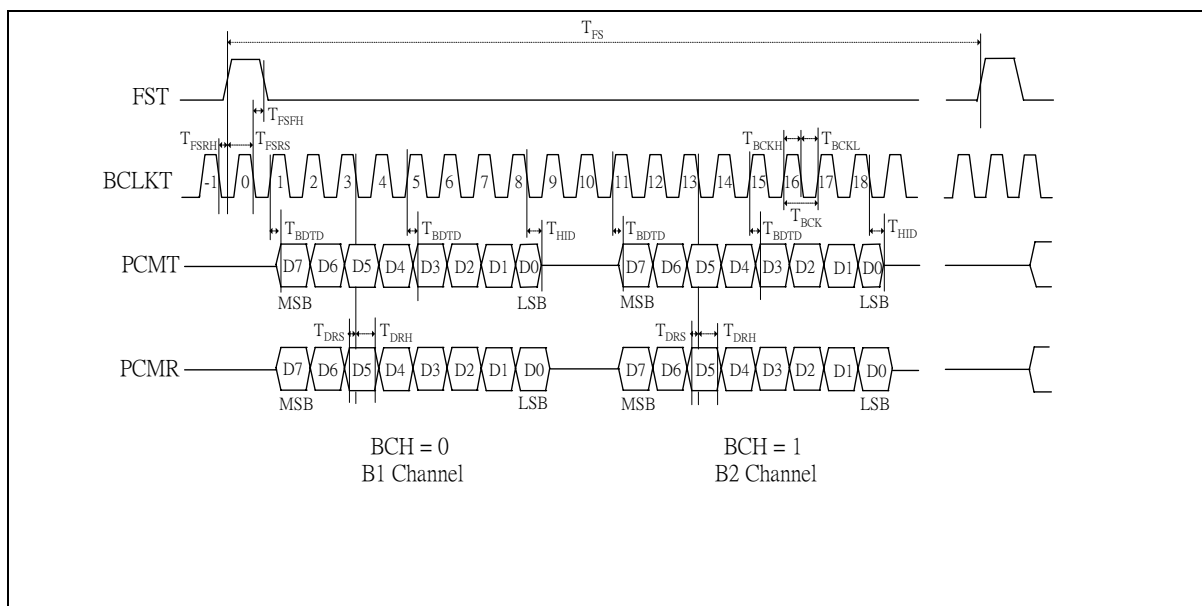 T_FS
FST
T_FSFH
T_FSRH T_FSRS T_BCKH T_BCKL
BCLKT -1 0 1 2 3 4 5 6 7 8 9 10 11 12 13 14 15 16 17 18
T_BCK
T_BDTD T_BDTD T_HID T_BDTD T_BDTD T_HID
PCMT D7 D6 D5 D4 D3 D2 D1 D0 D7 D6 D5 D4 D3 D2 D1 D0
MSB LSB MSB LSB
T_DRS T_DRH T_DRS T_DRH
PCMR D7 D6 D5 D4 D3 D2 D1 D0 D7 D6 D5 D4 D3 D2 D1 D0
MSB LSB MSB LSB
BCH = 0 BCH = 1
B1 Channel B2 Channel